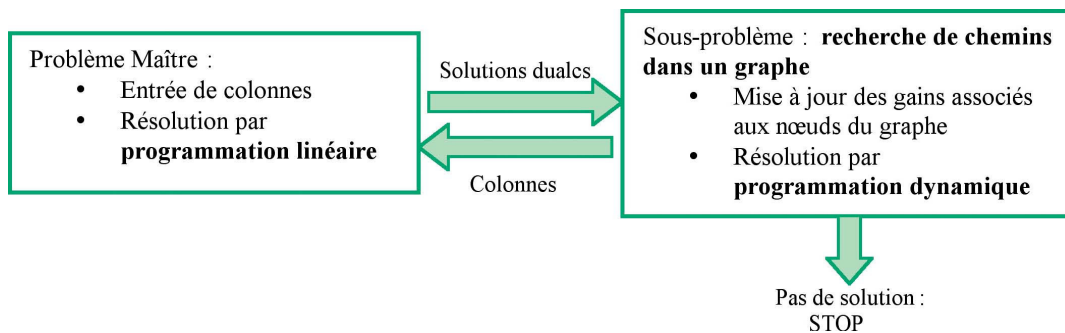 Problème Maître :
• Entrée de colonnes
• Résolution par
programmation linéaire
Solutions duales
Colonnes
Sous-problème : recherche de chemins
dans un graphe
• Mise à jour des gains associés
aux nœuds du graphe
• Résolution par
programmation dynamique
Pas de solution :
STOP